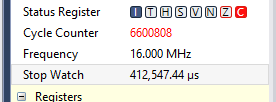 Status Register I T H S V N Z C
Cycle Counter 6600808
Frequency 16.000 MHz
Stop Watch 412,547.44 µs
Registers